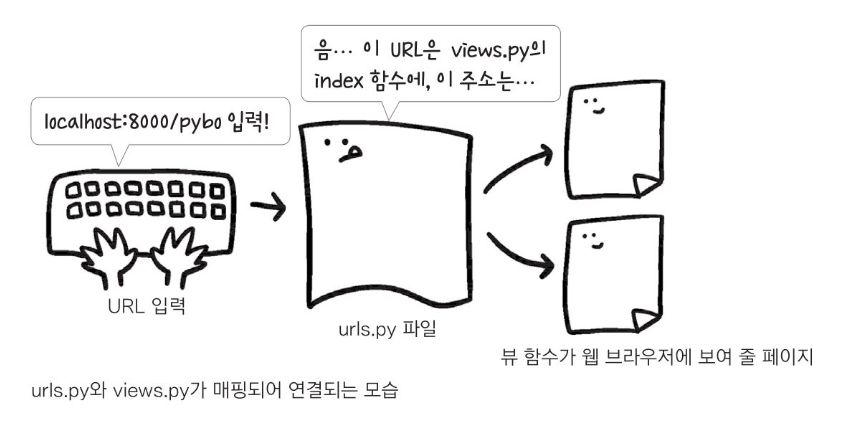 음… 이 URL은 views.py의
index 함수에, 이 주소는…
localhost:8000/pybo 입력!
URL 입력
urls.py 파일
뷰 함수가 웹 브라우저에 보여 줄 페이지
urls.py와 views.py가 매핑되어 연결되는 모습